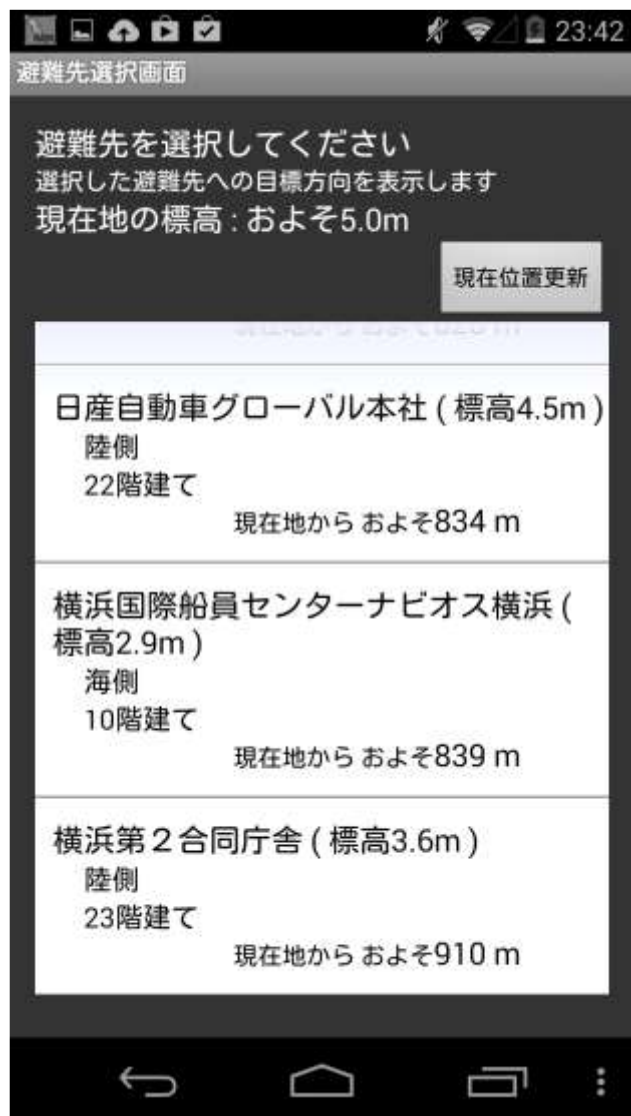 23:42
避難先選択画面
避難先を選択してください
選択した避難先への目標方向を表示します
現在地の標高 : およそ5.0m
現在位置更新
日産自動車グローバル本社 ( 標高4.5m )
陸側
22階建て
現在地から およそ834 m
横浜国際船員センターナビオス横浜 (
標高2.9m )
海側
10階建て
現在地から およそ839 m
横浜第２合同庁舎 ( 標高3.6m )
陸側
23階建て
現在地から およそ910 m